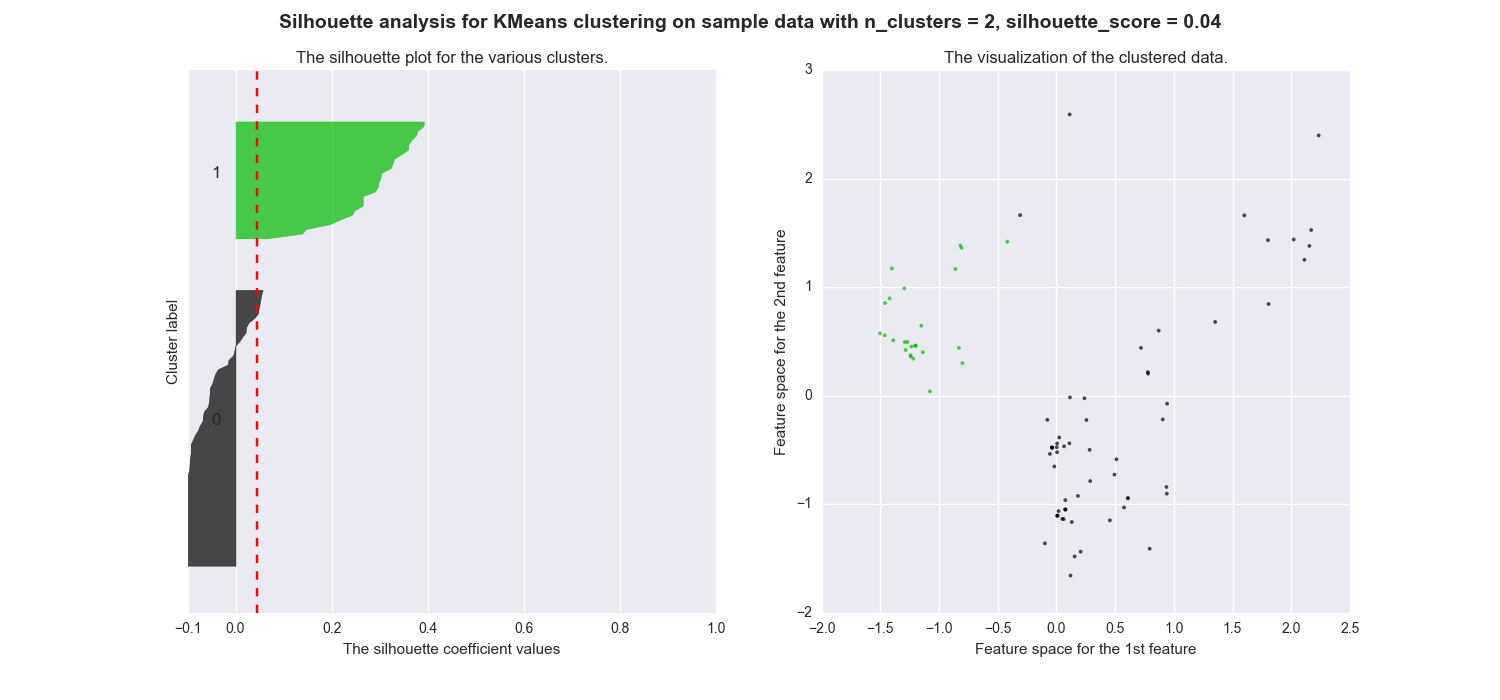 Silhouette analysis for KMeans clustering on sample data with n_clusters = 2, silhouette_score = 0.04
The silhouette plot for the various clusters.
1
0
Cluster label
−0.1 0.0 0.2 0.4 0.6 0.8 1.0
The silhouette coefficient values
The visualization of the clustered data.
3
2
1
0
−1
−2
Feature space for the 2nd feature
−2.0 −1.5 −1.0 −0.5 0.0 0.5 1.0 1.5 2.0 2.5
Feature space for the 1st feature